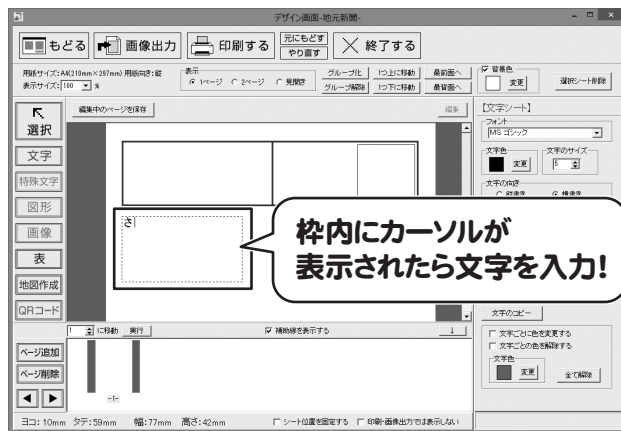 デザイン画面-地元新聞-
もどる 画像出力 印刷する 元にもどす やり直す 終了する
用紙サイズ:A4(210mm×297mm) 用紙向き:縦
表示サイズ: 100 %
表示
1ページ 2ページ 見開き
グループ化 1つ上に移動 最前面へ
グループ解除 1つ下に移動 最背面へ
背景色
変更
選択シート削除
選択
文字
特殊文字
図形
画像
表
地図作成
QRコード
ページ追加
ページ削除
編集中のページを保存 編集
さ
枠内にカーソルが
表示されたら文字を入力!
【文字シート】
フォント
MS ゴシック
文字色
変更
文字のサイズ
5
文字の向き
縦書き 横書き
文字のコピー
文字ごとに色を変更する
文字ごとの色を解除する
文字色
変更 全て解除
1 に移動 実行 補助線を表示する ↓
-1-
ヨコ: 10mm タテ:59mm 幅:77mm 高さ:42mm シート位置を固定する 印刷・画像出力では表示しない